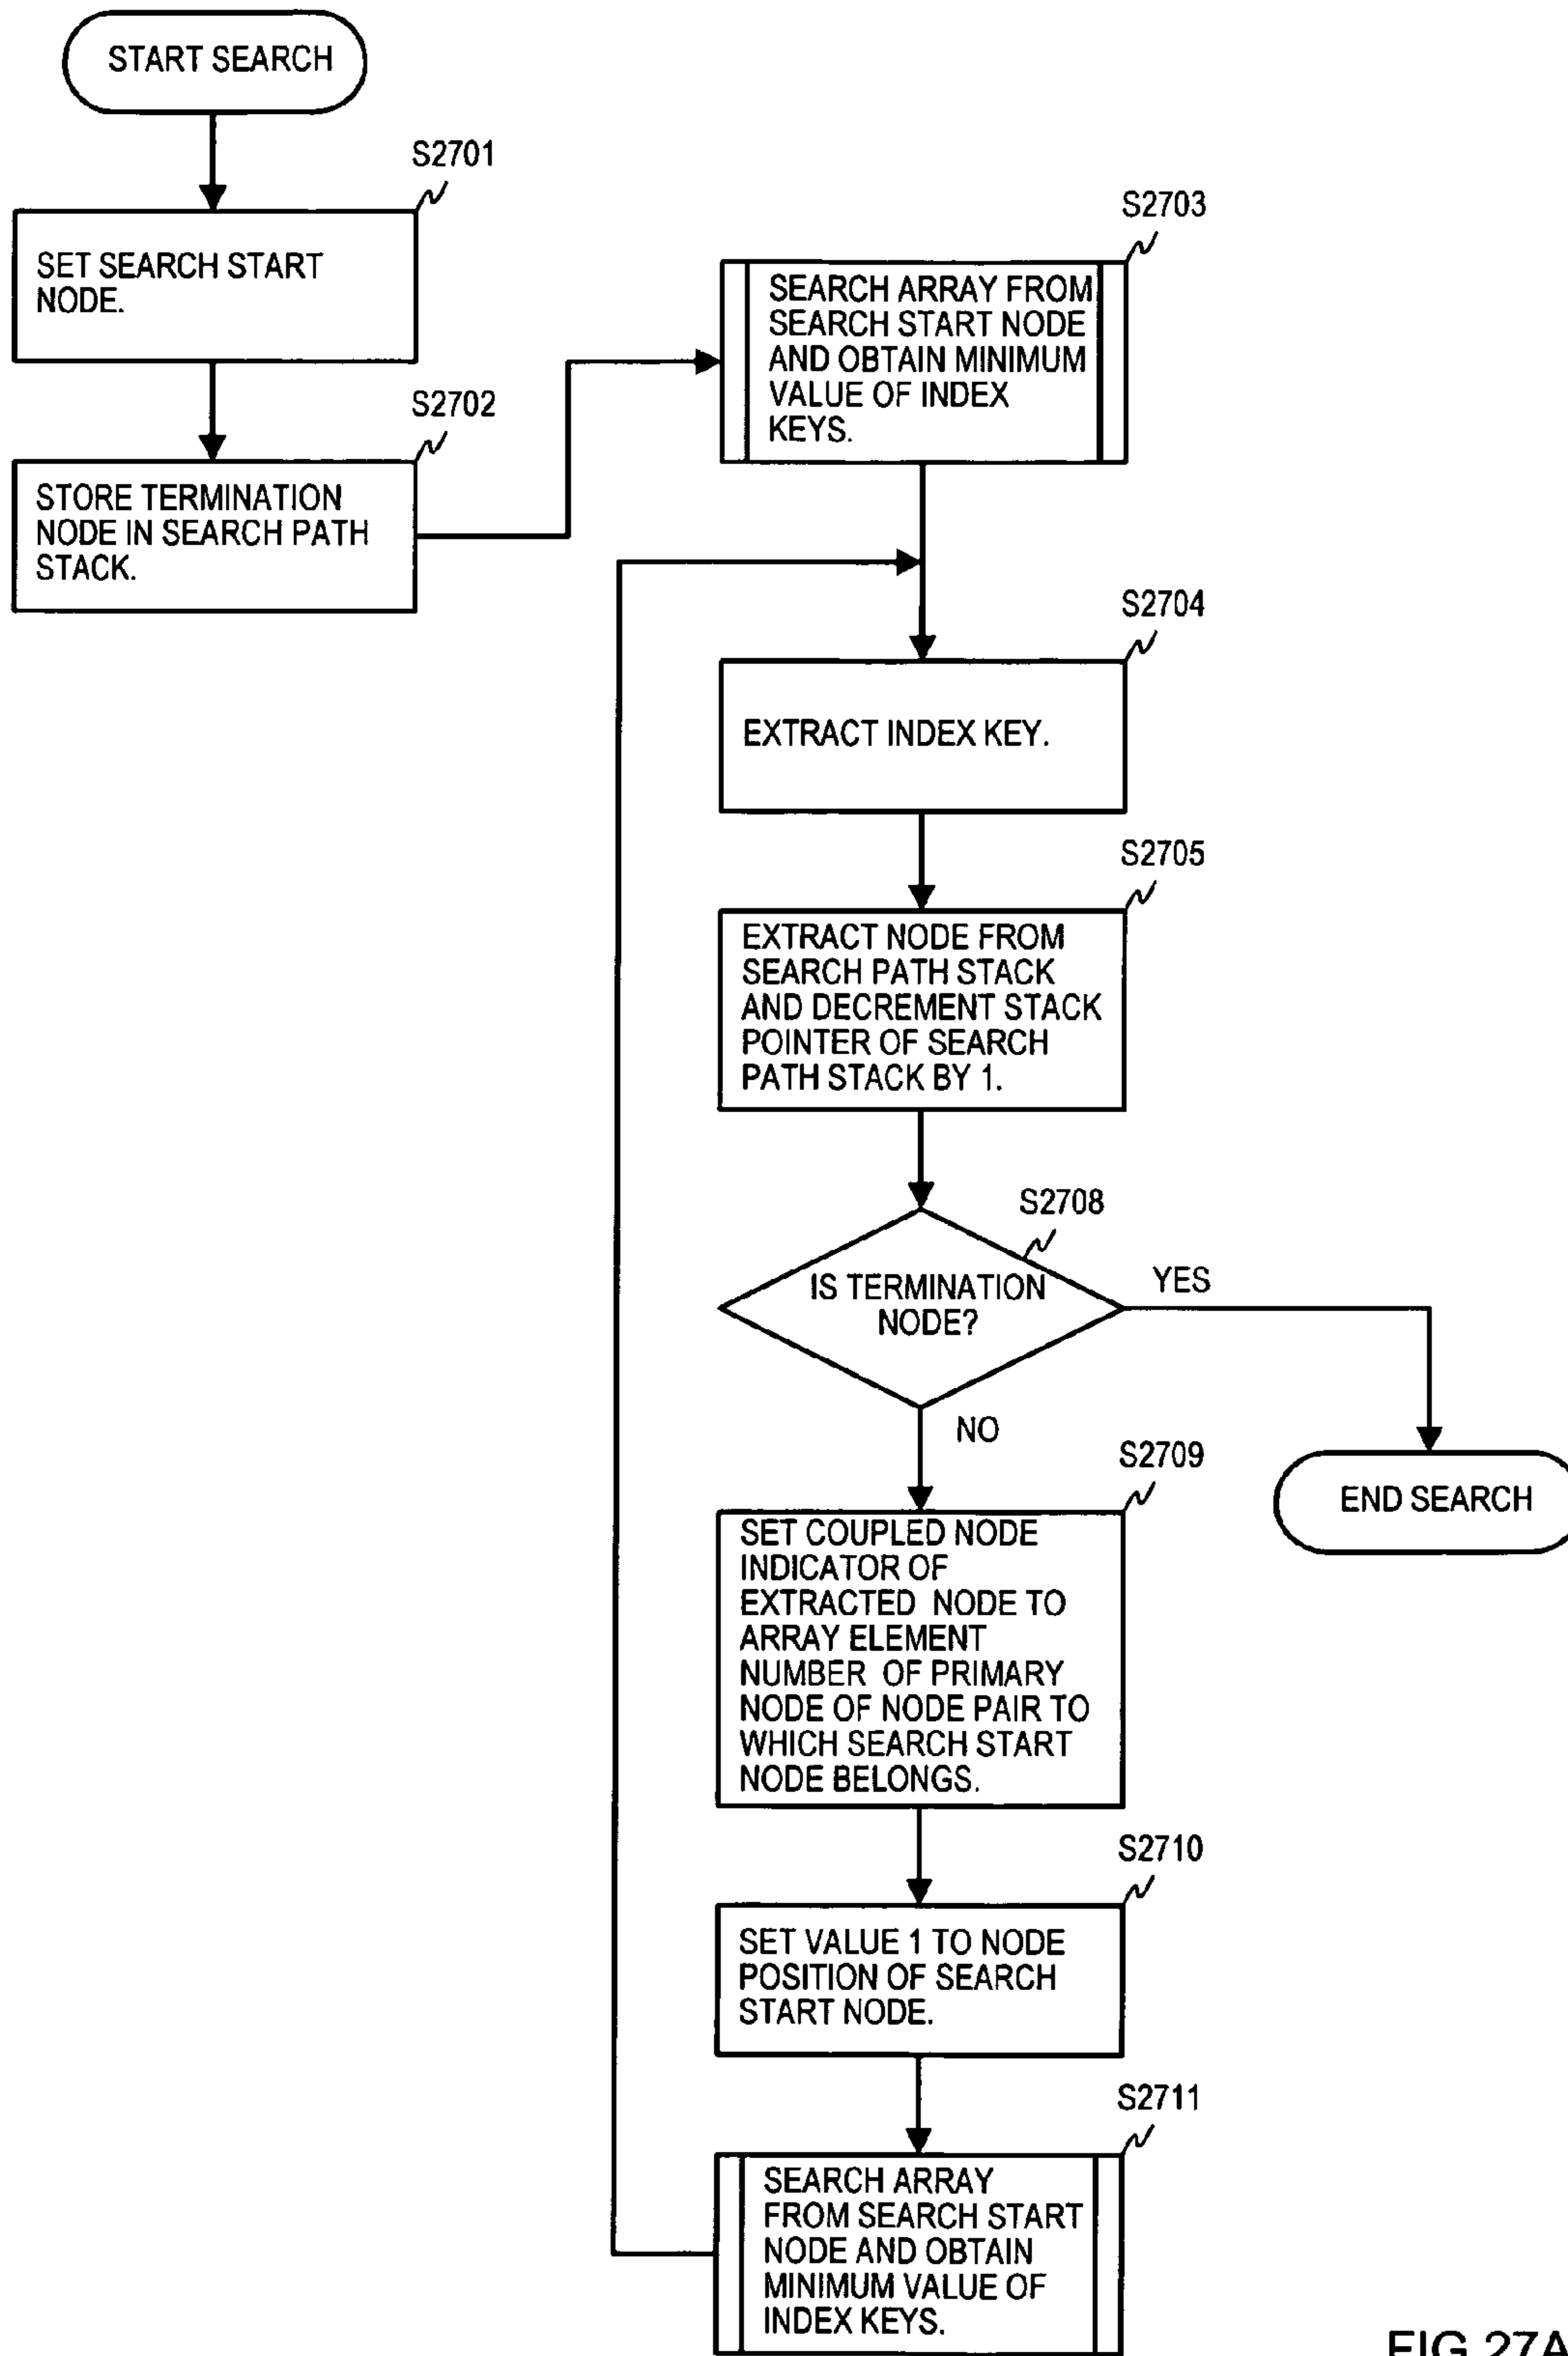 START SEARCH
S2701
SET SEARCH START
NODE.
S2702
STORE TERMINATION
NODE IN SEARCH PATH
STACK.
S2703
SEARCH ARRAY FROM
SEARCH START NODE
AND OBTAIN MINIMUM
VALUE OF INDEX
KEYS.
S2704
EXTRACT INDEX KEY.
S2705
EXTRACT NODE FROM
SEARCH PATH STACK
AND DECREMENT STACK
POINTER OF SEARCH
PATH STACK BY 1.
S2708
IS TERMINATION
NODE?
YES
END SEARCH
NO
S2709
SET COUPLED NODE
INDICATOR OF
EXTRACTED NODE TO
ARRAY ELEMENT
NUMBER OF PRIMARY
NODE OF NODE PAIR TO
WHICH SEARCH START
NODE BELONGS.
S2710
SET VALUE 1 TO NODE
POSITION OF SEARCH
START NODE.
S2711
SEARCH ARRAY
FROM SEARCH START
NODE AND OBTAIN
MINIMUM VALUE OF
INDEX KEYS.
FIG.27A